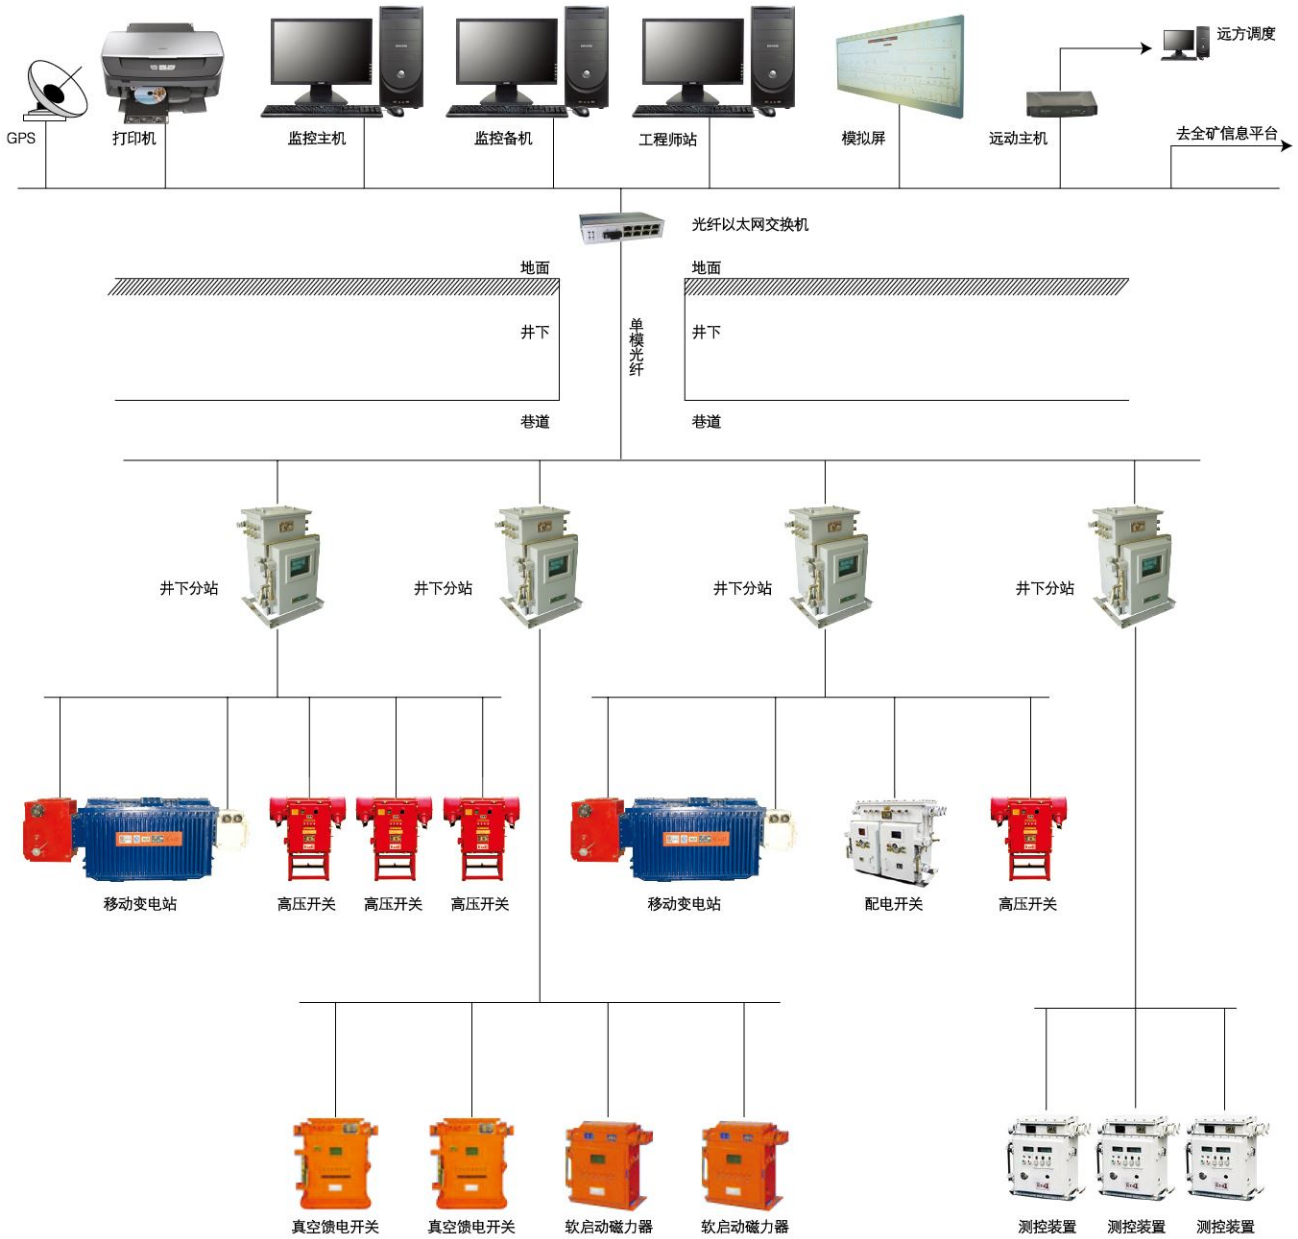 远方调度
GPS
打印机
监控主机
监控备机
工程师站
模拟屏
远动主机
去全矿信息平台
光纤以太网交换机
地面
地面
井下
单模光纤
井下
巷道
巷道
井下分站
井下分站
井下分站
井下分站
移动变电站
高压开关
高压开关
高压开关
移动变电站
配电开关
高压开关
真空馈电开关
真空馈电开关
软启动磁力器
软启动磁力器
测控装置
测控装置
测控装置